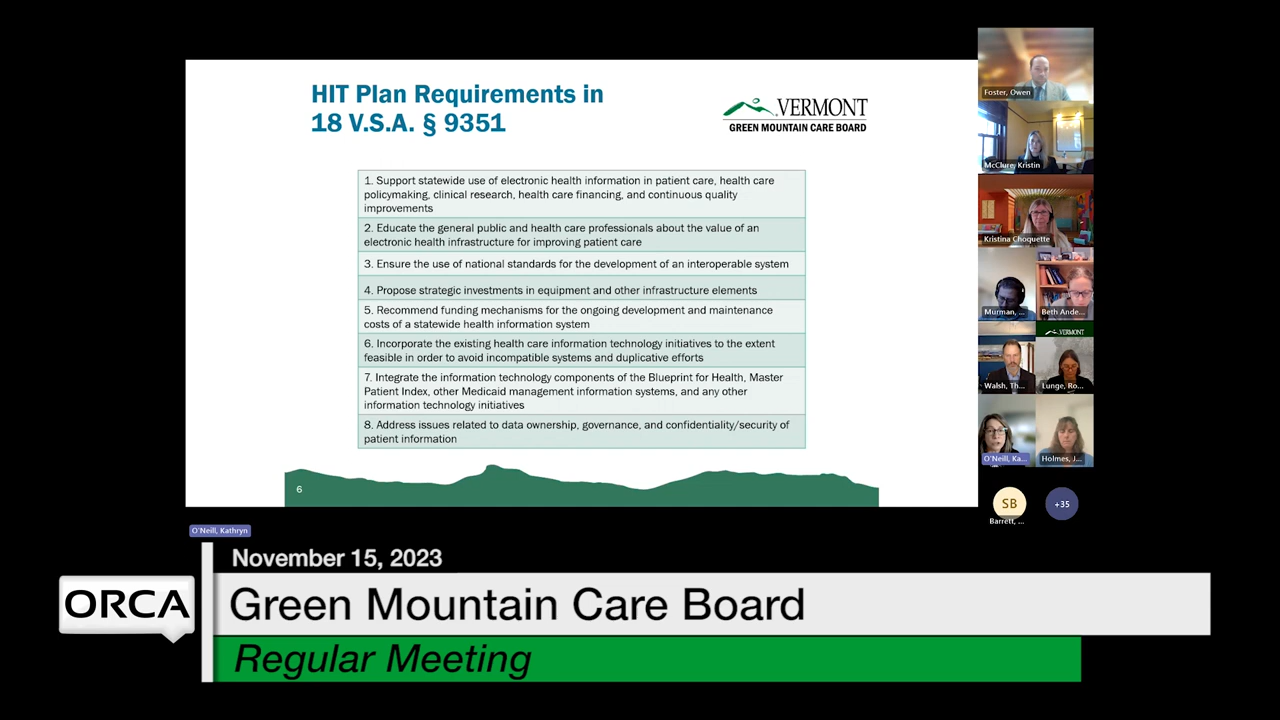 HIT Plan Requirements in
18 V.S.A. § 9351
VERMONT
GREEN MOUNTAIN CARE BOARD
1. Support statewide use of electronic health information in patient care, health care
policymaking, clinical research, health care financing, and continuous quality
improvements
2. Educate the general public and health care professionals about the value of an
electronic health infrastructure for improving patient care
3. Ensure the use of national standards for the development of an interoperable system
4. Propose strategic investments in equipment and other infrastructure elements
5. Recommend funding mechanisms for the ongoing development and maintenance
costs of a statewide health information system
6. Incorporate the existing health care information technology initiatives to the extent
feasible in order to avoid incompatible systems and duplicative efforts
7. Integrate the information technology components of the Blueprint for Health, Master
Patient Index, other Medicaid management information systems, and any other
information technology initiatives
8. Address issues related to data ownership, governance, and confidentiality/security of
patient information
6
Foster, Owen
McClure, Kristin
Kristina Choquette
Murman, ...
Beth Ande...
VERMONT
Walsh, Th...
Lunge, Ro...
O'Neill, Ka...
Holmes, J...
SB
Barrett, ...
+35
O'Neill, Kathryn
November 15, 2023
ORCA
Green Mountain Care Board
Regular Meeting